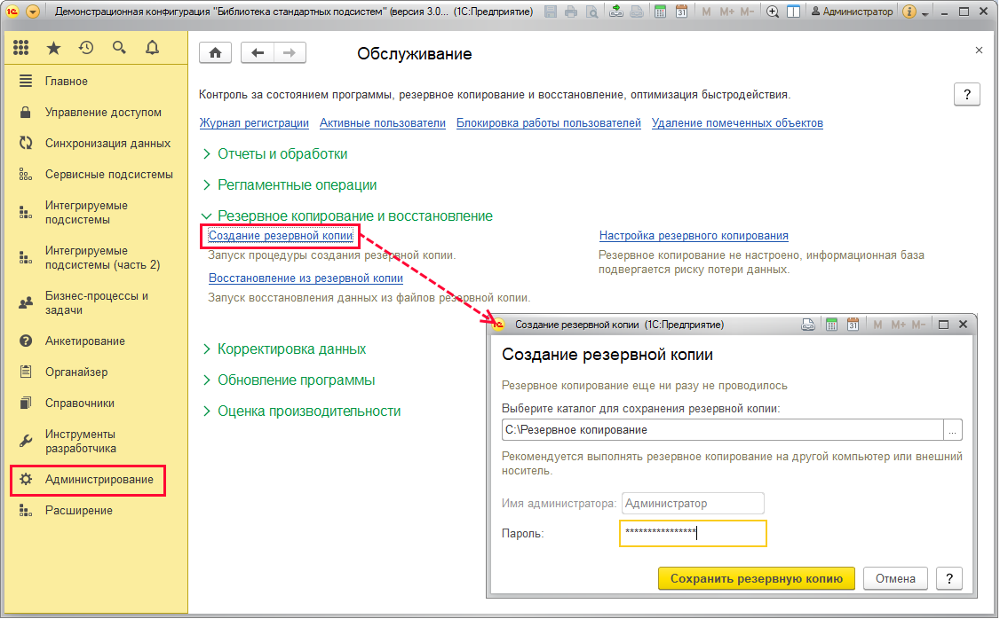 Демонстрационная конфигурация "Библиотека стандартных подсистем" (версия 3.0... (1С:Предприятие)
M M+ M- Администратор
Главное
Управление доступом
Синхронизация данных
Сервисные подсистемы
Интегрируемые
подсистемы
Интегрируемые
подсистемы (часть 2)
Бизнес-процессы и
задачи
Анкетирование
Органайзер
Справочники
Инструменты
разработчика
Администрирование
Расширение
Обслуживание
Контроль за состоянием программы, резервное копирование и восстановление, оптимизация быстродействия.
?
Журнал регистрации Активные пользователи Блокировка работы пользователей Удаление помеченных объектов
Отчеты и обработки
Регламентные операции
Резервное копирование и восстановление
Создание резервной копии
Запуск процедуры создания резервной копии.
Восстановление из резервной копии
Запуск восстановления данных из файлов резервной копии.
Настройка резервного копирования
Резервное копирование не настроено, информационная база
подвергается риску потери данных.
Корректировка данных
Обновление программы
Оценка производительности
Создание резервной копии (1С:Предприятие)
31 M M+ M-
Создание резервной копии
Резервное копирование еще ни разу не проводилось
Выберите каталог для сохранения резервной копии:
C:\Резервное копирование ...
Рекомендуется выполнять резервное копирование на другой компьютер или внешний
носитель.
Имя администратора: Администратор
Пароль: ****************
Сохранить резервную копию Отмена ?